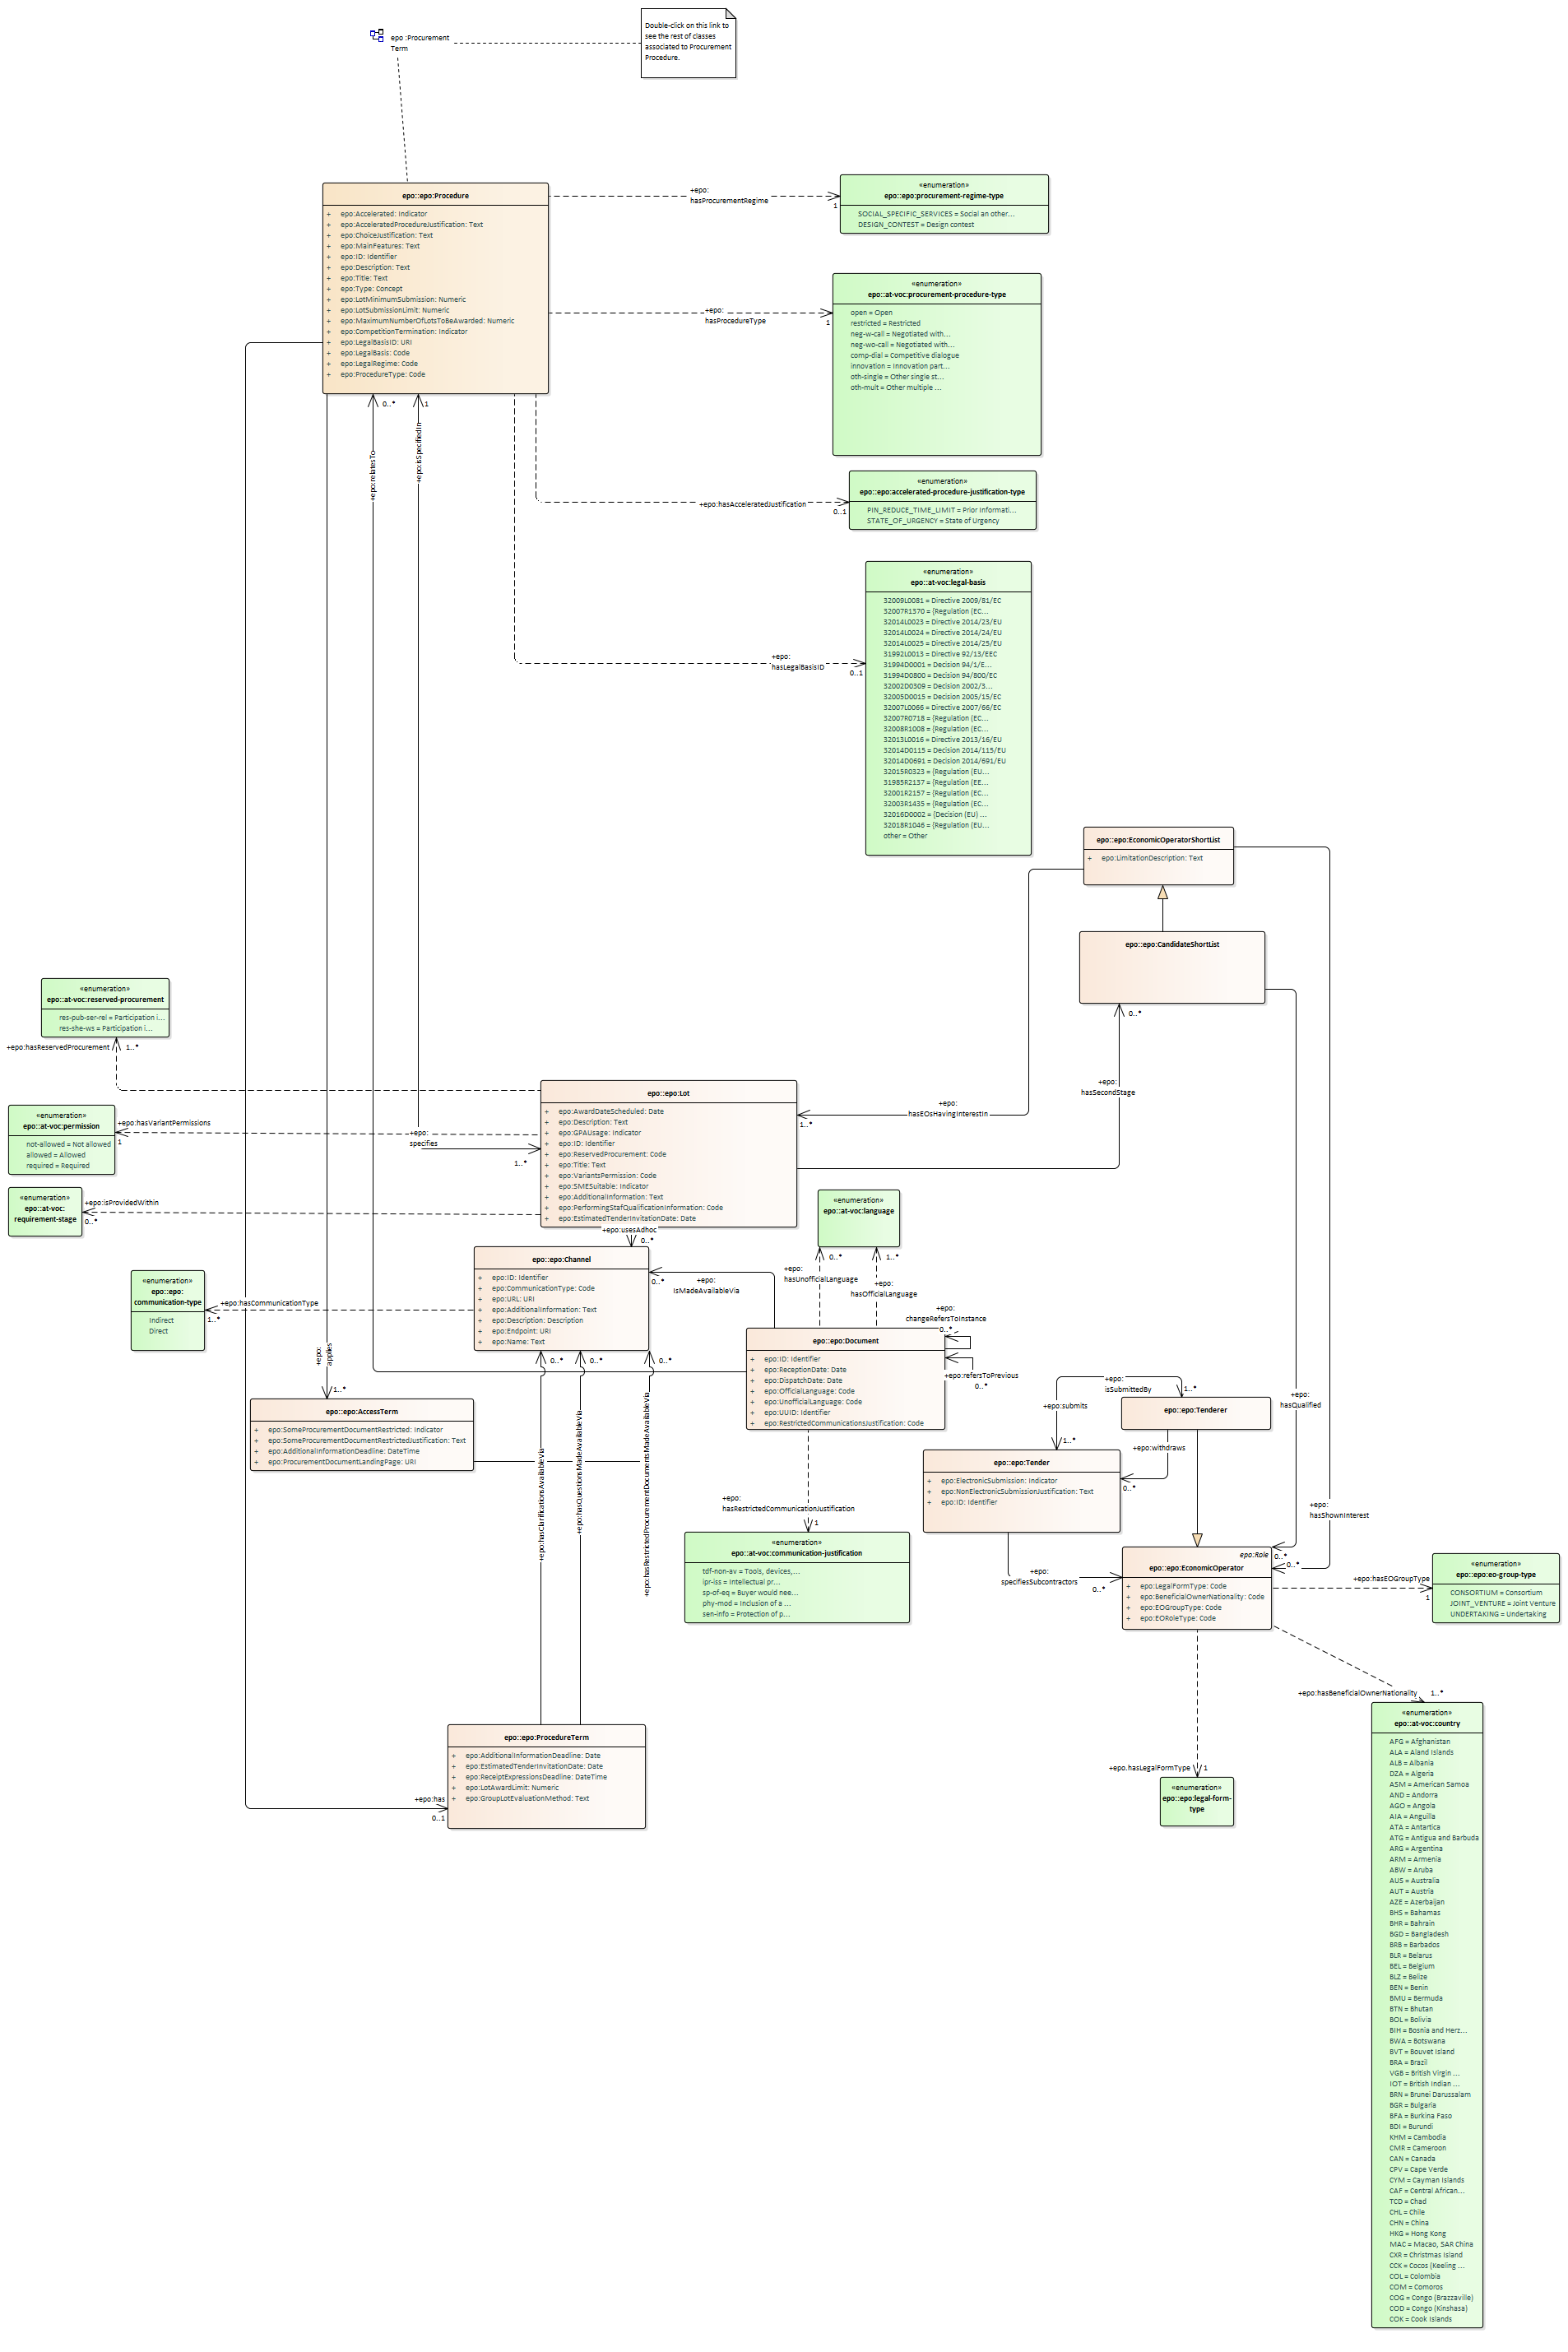 epo :Procurement
Term
Double-click on this link to
see the rest of classes
associated to Procurement
Procedure.
epo::epo:Procedure
+ epo:Accelerated: Indicator
+ epo:AcceleratedProcedureJustification: Text
+ epo:ChoiceJustification: Text
+ epo:MainFeatures: Text
+ epo:ID: Identifier
+ epo:Description: Text
+ epo:Title: Text
+ epo:Type: Concept
+ epo:LotMinimumSubmission: Numeric
+ epo:LotSubmissionLimit: Numeric
+ epo:MaximumNumberOfLotsToBeAwarded: Numeric
+ epo:CompetitionTermination: Indicator
+ epo:LegalBasisID: URI
+ epo:LegalBasis: Code
+ epo:LegalRegime: Code
+ epo:ProcedureType: Code
+epo:
hasProcurementRegime
1
«enumeration»
epo::epo:procurement-regime-type
SOCIAL_SPECIFIC_SERVICES = Social an other...
DESIGN_CONTEST = Design contest
+epo:
hasProcedureType
1
«enumeration»
epo::at-voc:procurement-procedure-type
open = Open
restricted = Restricted
neg-w-call = Negotiated with...
neg-wo-call = Negotiated with...
comp-dial = Competitive dialogue
innovation = Innovation part...
oth-single = Other single st...
oth-mult = Other multiple ...
0..*
1
+epo:relatesTo
+epo:isSpecifiedIn
+epo:hasAcceleratedJustification
0..1
«enumeration»
epo::epo:accelerated-procedure-justification-type
PIN_REDUCE_TIME_LIMIT = Prior Informati...
STATE_OF_URGENCY = State of Urgency
+epo:
hasLegalBasisID
0..1
«enumeration»
epo::at-voc:legal-basis
32009L0081 = Directive 2009/81/EC
32007R1370 = (Regulation (EC...
32014L0023 = Directive 2014/23/EU
32014L0024 = Directive 2014/24/EU
32014L0025 = Directive 2014/25/EU
31992L0013 = Directive 92/13/EEC
31994D0001 = Decision 94/1/E...
31994D0800 = Decision 94/800/EC
32002D0309 = Decision 2002/3...
32005D0015 = Decision 2005/15/EC
32007L0066 = Directive 2007/66/EC
32007R0718 = (Regulation (EC...
32008R1008 = (Regulation (EC...
32013L0016 = Directive 2013/16/EU
32014D0115 = Decision 2014/115/EU
32014D0691 = Decision 2014/691/EU
32015R0323 = (Regulation (EU...
31985R2137 = (Regulation (EE...
32001R2157 = (Regulation (EC...
32003R1435 = (Regulation (EC...
32016D0002 = (Decision (EU) ...
32018R1046 = (Regulation (EU...
other = Other
epo::epo:EconomicOperatorShortList
+ epo:LimitationDescription: Text
epo::epo:CandidateShortList
0..*
«enumeration»
epo::at-voc:reserved-procurement
res-pub-ser-rel = Participation i...
res-she-ws = Participation i...
+epo:hasReservedProcurement
1..*
«enumeration»
epo::at-voc:permission
not-allowed = Not allowed
allowed = Allowed
required = Required
+epo:hasVariantPermissions
1
«enumeration»
epo::at-voc:
requirement-stage
+epo:isProvidedWithin
0..*
+epo:
specifies
1..*
epo::epo:Lot
+ epo:AwardDateScheduled: Date
+ epo:Description: Text
+ epo:GPAUsage: Indicator
+ epo:ID: Identifier
+ epo:ReservedProcurement: Code
+ epo:Title: Text
+ epo:VariantsPermission: Code
+ epo:SMESuitable: Indicator
+ epo:AdditionalInformation: Text
+ epo:PerformingStafQualificationInformation: Code
+ epo:EstimatedTenderInvitationDate: Date
+epo:
hasEOsHavingInterestIn
1..*
+epo:
hasSecondStage
+epo:usesAdhoc
0..*
«enumeration»
epo::epo:
communication-type
Indirect
Direct
+epo:hasCommunicationType
1..*
epo::epo:Channel
+ epo:ID: Identifier
+ epo:CommunicationType: Code
+ epo:URL: URI
+ epo:AdditionalInformation: Text
+ epo:Description: Description
+ epo:Endpoint: URI
+ epo:Name: Text
0..*
+epo:
IsMadeAvailableVia
«enumeration»
epo::at-voc:language
0..*
1..*
+epo:
hasUnofficialLanguage
+epo:
hasOfficialLanguage
+epo:
changeRefersToInstance
0..*
epo::epo:Document
+ epo:ID: Identifier
+ epo:ReceptionDate: Date
+ epo:DispatchDate: Date
+ epo:OfficialLanguage: Code
+ epo:UnofficialLanguage: Code
+ epo:UUID: Identifier
+ epo:RestrictedCommunicationsJustification: Code
+epo:refersToPrevious
0..*
0..*
0..*
0..*
+epo:
applies
1..*
epo::epo:AccessTerm
+ epo:SomeProcurementDocumentRestricted: Indicator
+ epo:SomeProcurementDocumentRestrictedJustification: Text
+ epo:AdditionalInformationDeadline: DateTime
+ epo:ProcurementDocumentLandingPage: URI
+epo:hasClarificationsAvailableVia
+epo:hasQuestionsMadeAvailableVia
+epo:hasRestrictedProcurementDocumentsMadeAvailableVia
+epo:
isSubmittedBy
1..*
+epo:submits
1..*
epo::epo:Tenderer
+epo:withdraws
0..*
+epo:
hasQualified
+epo:
hasShownInterest
epo::epo:Tender
+ epo:ElectronicSubmission: Indicator
+ epo:NonElectronicSubmissionJustification: Text
+ epo:ID: Identifier
+epo:
hasRestrictedCommunicationJustification
1
«enumeration»
epo::at-voc:communication-justification
tdf-non-av = Tools, devices,...
ipr-iss = Intellectual pr...
sp-of-eq = Buyer would nee...
phy-mod = Inclusion of a ...
sen-info = Protection of p...
+epo:
specifiesSubcontractors
0..*
epo:Role
epo::epo:EconomicOperator
+ epo:LegalFormType: Code
+ epo:BeneficialOwnerNationality: Code
+ epo:EOGroupType: Code
+ epo:EORoleType: Code
0..*
0..*
+epo:hasEOGroupType
1
«enumeration»
epo::epo:eo-group-type
CONSORTIUM = Consortium
JOINT_VENTURE = Joint Venture
UNDERTAKING = Undertaking
+epo:hasBeneficialOwnerNationality
1..*
+epo.hasLegalFormType
1
«enumeration»
epo::epo:legal-form-
type
epo::epo:ProcedureTerm
+ epo:AdditionalInformationDeadline: Date
+ epo:EstimatedTenderInvitationDate: Date
+ epo:ReceiptExpressionsDeadline: DateTime
+ epo:LotAwardLimit: Numeric
+ epo:GroupLotEvaluationMethod: Text
+epo:has
0..1
«enumeration»
epo::at-voc:country
AFG = Afghanistan
ALA = Aland Islands
ALB = Albania
DZA = Algeria
ASM = American Samoa
AND = Andorra
AGO = Angola
AIA = Anguilla
ATA = Antartica
ATG = Antigua and Barbuda
ARG = Argentina
ARM = Armenia
ABW = Aruba
AUS = Australia
AUT = Austria
AZE = Azerbaijan
BHS = Bahamas
BHR = Bahrain
BGD = Bangladesh
BRB = Barbados
BLR = Belarus
BEL = Belgium
BLZ = Belize
BEN = Benin
BMU = Bermuda
BTN = Bhutan
BOL = Bolivia
BIH = Bosnia and Herz...
BWA = Botswana
BVT = Bouvet Island
BRA = Brazil
VGB = British Virgin ...
IOT = British Indian ...
BRN = Brunei Darussalam
BGR = Bulgaria
BFA = Burkina Faso
BDI = Burundi
KHM = Cambodia
CMR = Cameroon
CAN = Canada
CPV = Cape Verde
CYM = Cayman Islands
CAF = Central African...
TCD = Chad
CHL = Chile
CHN = China
HKG = Hong Kong
MAC = Macao, SAR China
CXR = Christmas Island
CCK = Cocos (Keeling ...
COL = Colombia
COM = Comoros
COG = Congo (Brazzaville)
COD = Congo (Kinshasa)
COK = Cook Islands